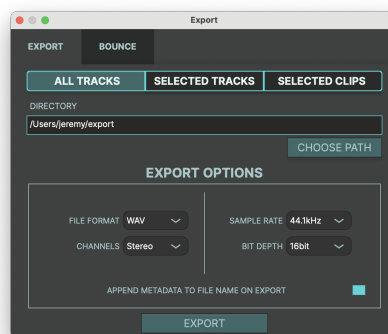 Export
EXPORT BOUNCE
ALL TRACKS SELECTED TRACKS SELECTED CLIPS
DIRECTORY
/Users/jeremy/export
CHOOSE PATH
EXPORT OPTIONS
FILE FORMAT WAV SAMPLE RATE 44.1kHz
CHANNELS Stereo BIT DEPTH 16bit
APPEND METADATA TO FILE NAME ON EXPORT
EXPORT